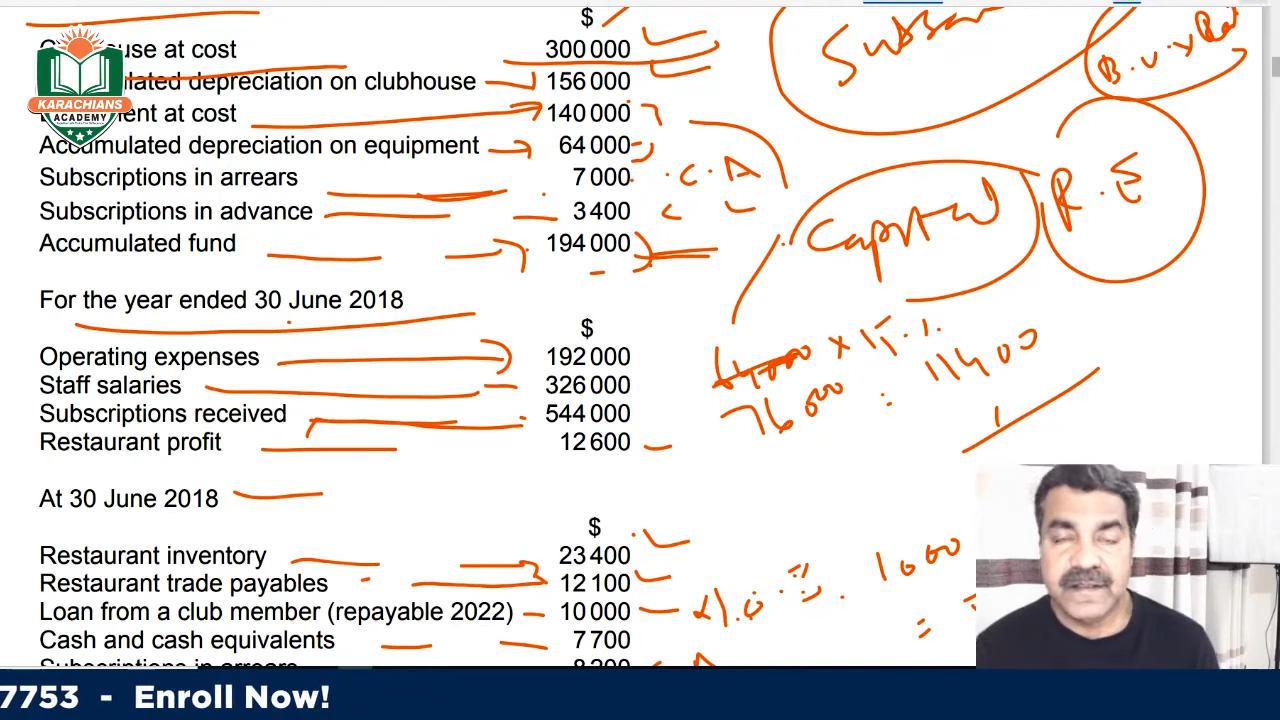 $
use at cost 300 000
lated depreciation on clubhouse 156 000
KARACHIANS
ACADEMY
ent at cost 140 000
Accumulated depreciation on equipment 64 000
Subscriptions in arrears 7 000
C.A
Subscriptions in advance 3 400
C L
Accumulated fund 194 000
Capital
R.E
For the year ended 30 June 2018
$
Operating expenses 192 000
Staff salaries 326 000
Subscriptions received 544 000
Restaurant profit 12 600
64000 x 15%
76000 : 11400
At 30 June 2018
$
Restaurant inventory 23 400
Restaurant trade payables 12 100
Loan from a club member (repayable 2022) 10 000
1000
=
Cash and cash equivalents 7 700
7753 - Enroll Now!